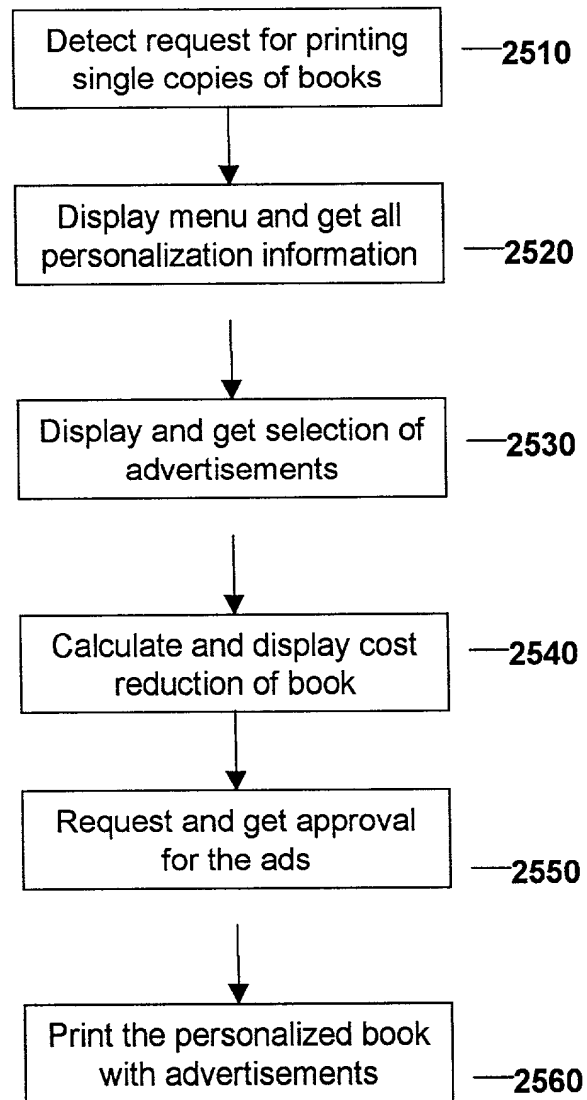 Detect request for printing
single copies of books
2510
Display menu and get all
personalization information
2520
Display and get selection of
advertisements
2530
Calculate and display cost
reduction of book
2540
Request and get approval
for the ads
2550
Print the personalized book
with advertisements
2560